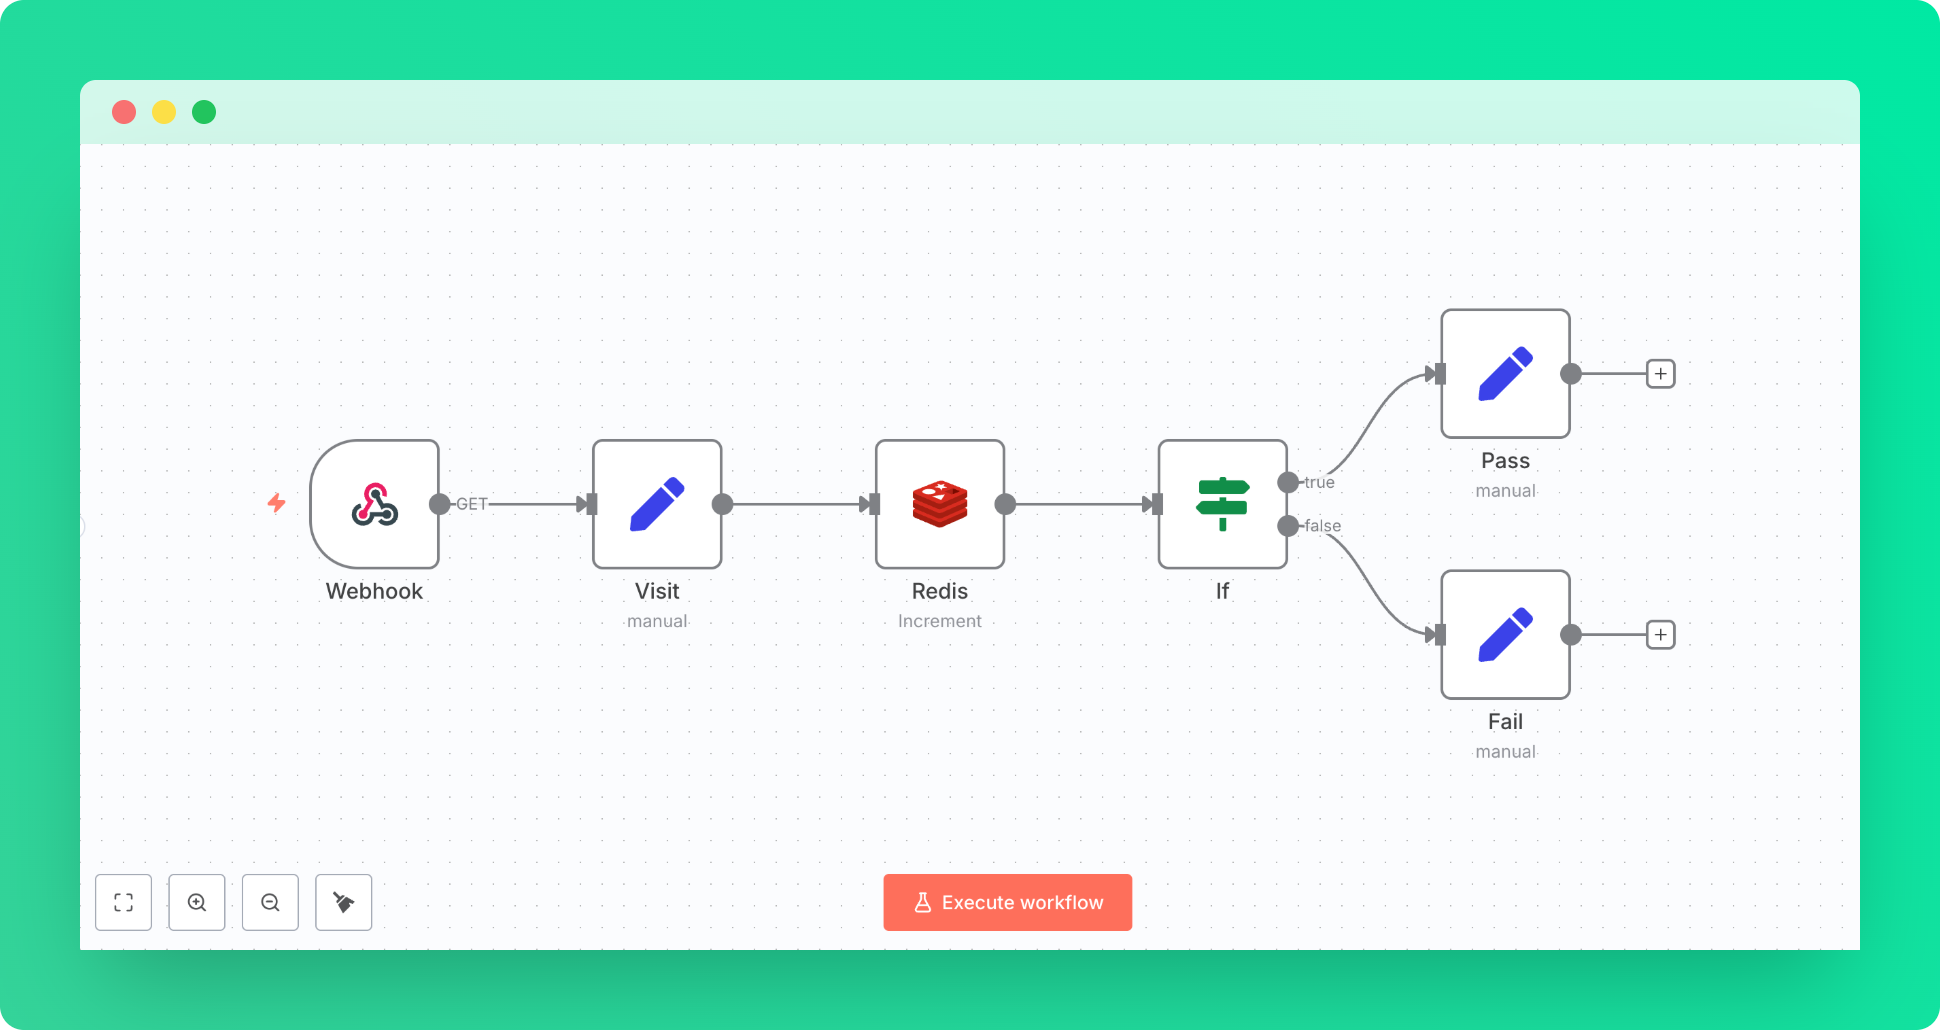 GET
Webhook
Visit
manual
Redis
Increment
If
true
false
Pass
manual
Fail
manual
Execute workflow